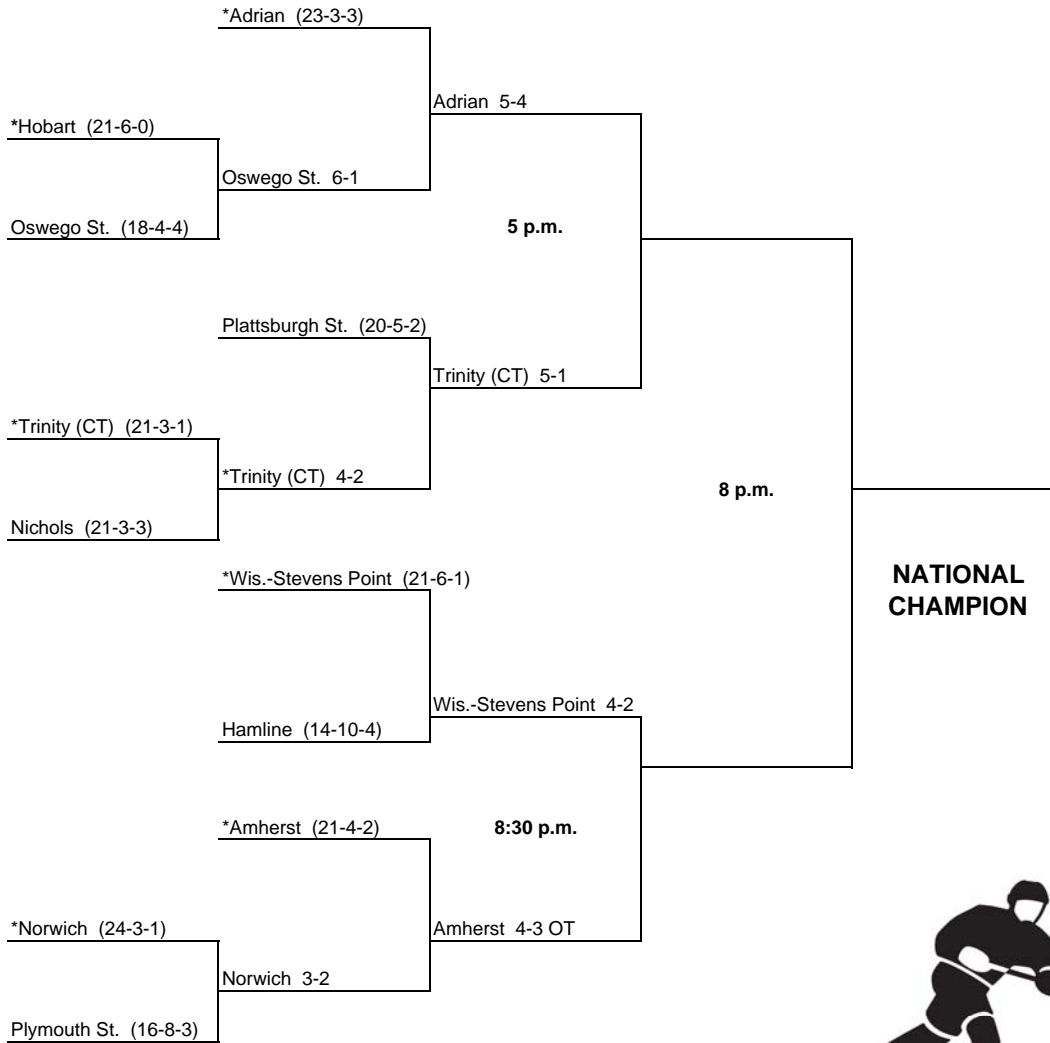 *Adrian (23-3-3)
Adrian 5-4
*Hobart (21-6-0)
Oswego St. 6-1
Oswego St. (18-4-4)
5 p.m.
Plattsburgh St. (20-5-2)
Trinity (CT) 5-1
*Trinity (CT) (21-3-1)
*Trinity (CT) 4-2
8 p.m.
Nichols (21-3-3)
*Wis.-Stevens Point (21-6-1)
NATIONAL
CHAMPION
Wis.-Stevens Point 4-2
Hamline (14-10-4)
*Amherst (21-4-2)
8:30 p.m.
*Norwich (24-3-1)
Amherst 4-3 OT
Norwich 3-2
Plymouth St. (16-8-3)